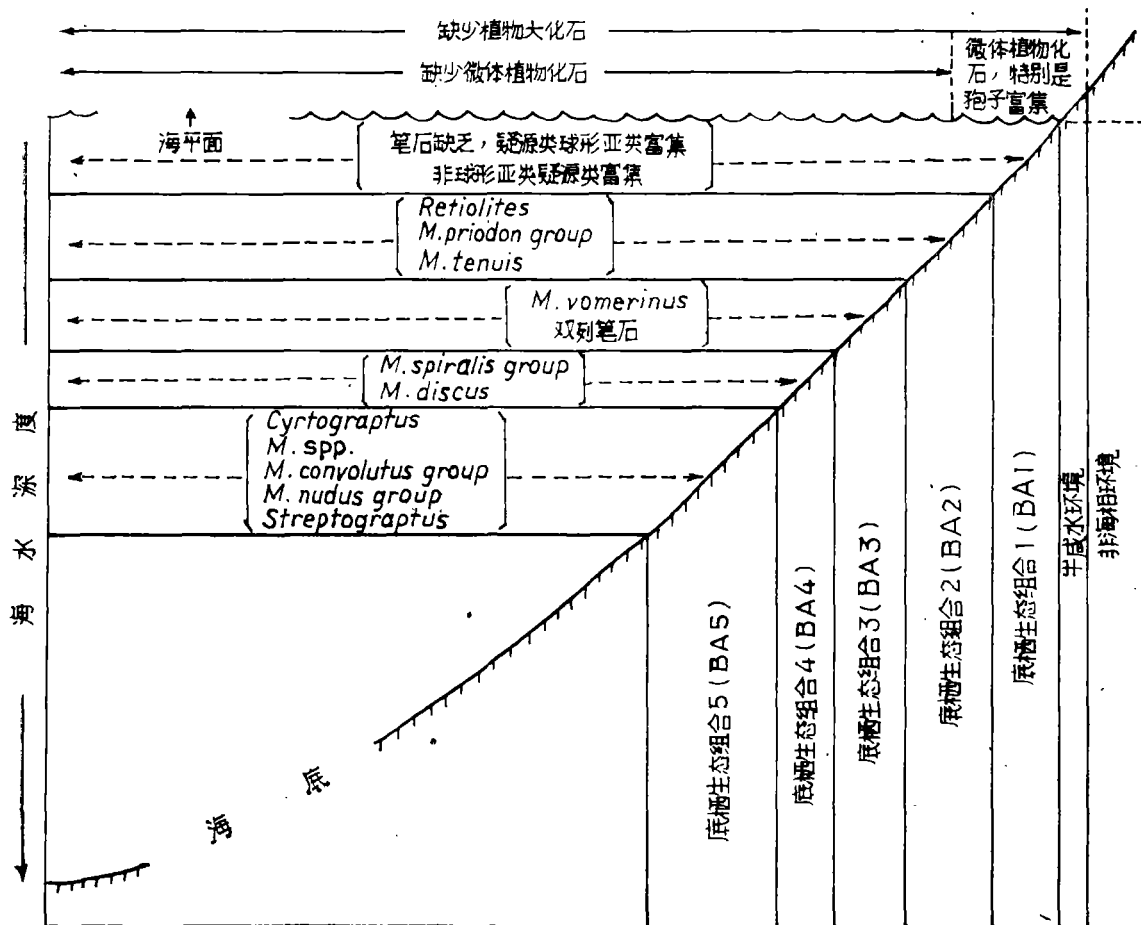 缺少植物大化石
缺少微体植物化石
微体植物化
石，特别是
孢子富集
海平面
笔石缺乏，疑源类球形亚类富集
非球形亚类疑源类富集
Retiolites
M.priodon group
M.tenuis
M.vomerinus
双列笔石
M.spiralis group
M.discus
Cyrtograptus
M.spp.
M.convolutus group
M.nudus group
Streptograptus
海水深度
海底
底栖生态组合5(BA5)
底栖生态组合4(BA4)
底栖生态组合3(BA3)
底栖生态组合2(BA2)
底栖生态组合1(BA1)
半咸水环境
非海相环境